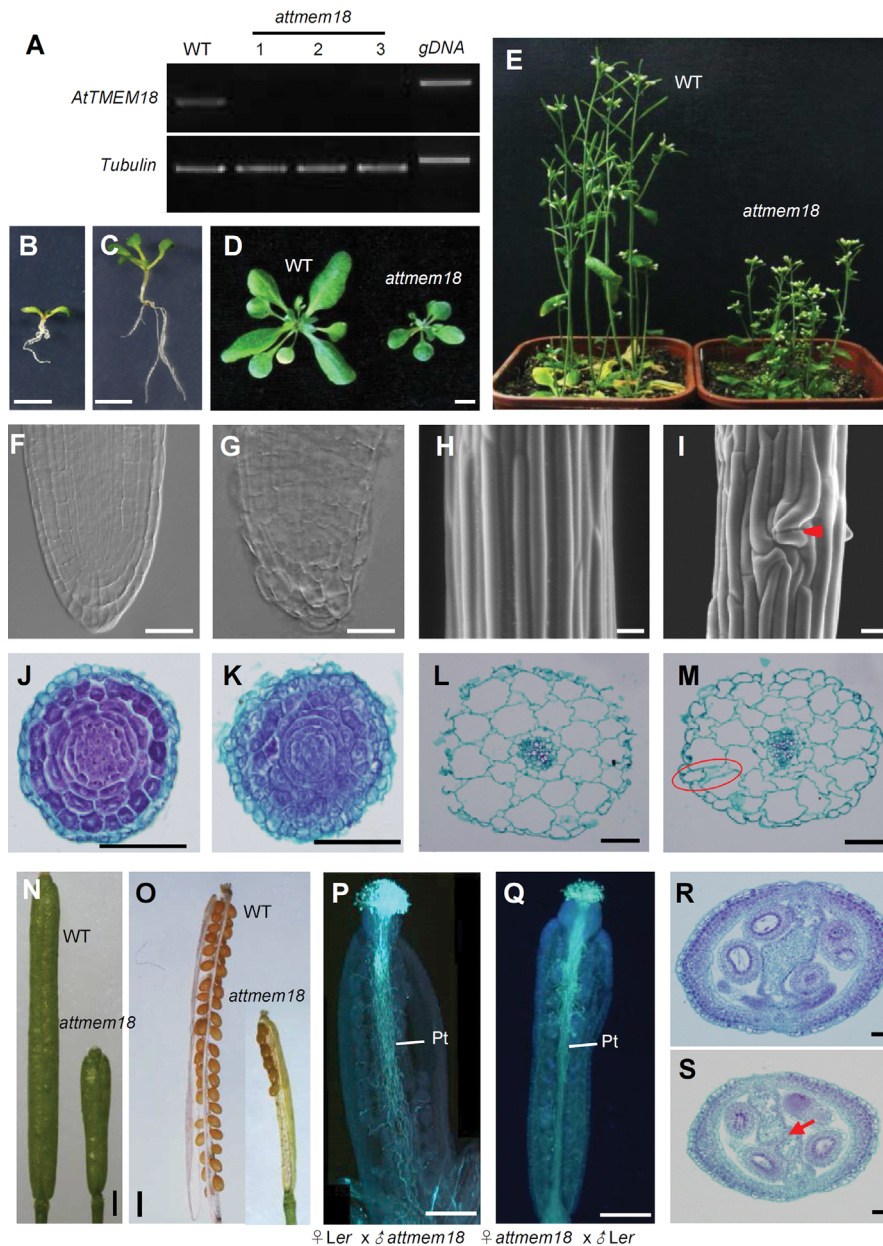 A
attmem18
WT 1 2 3 gDNA
AtTMEM18
Tubulin
E
WT
attmem18
B
C
D
WT
attmem18
F
G
H
I
J
K
L
M
N
WT
attmem18
O
WT
attmem18
P
Pt
Q
Pt
R
S
♀Ler x ♂attmem18 ♀attmem18 x ♂Ler